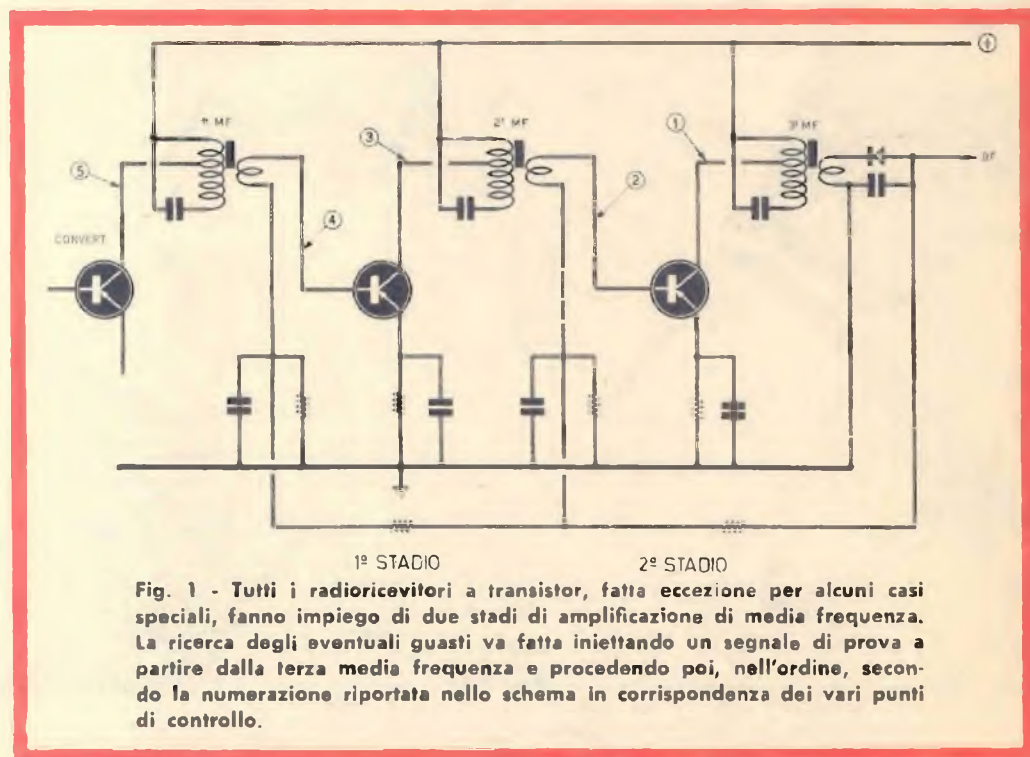 +
1ª MF
2ª MF
3ª MF
5
3
1
BF
4
2
CONVERT.
1º STADIO
2º STADIO
Fig. 1 - Tutti i radioricevitori a transistor, fatta eccezione per alcuni casi
speciali, fanno impiego di due stadi di amplificazione di media frequenza.
La ricerca degli eventuali guasti va fatta iniettando un segnale di prova a
partire dalla terza media frequenza e procedendo poi, nell'ordine, secon-
do la numerazione riportata nello schema in corrispondenza dei vari punti
di controllo.